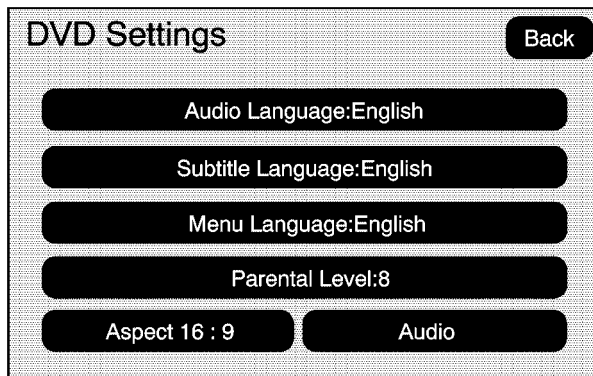 DVD Settings
Back
Audio Language:English
Subtitle Language:English
Menu Language:English
Parental Level:8
Aspect 16 : 9
Audio